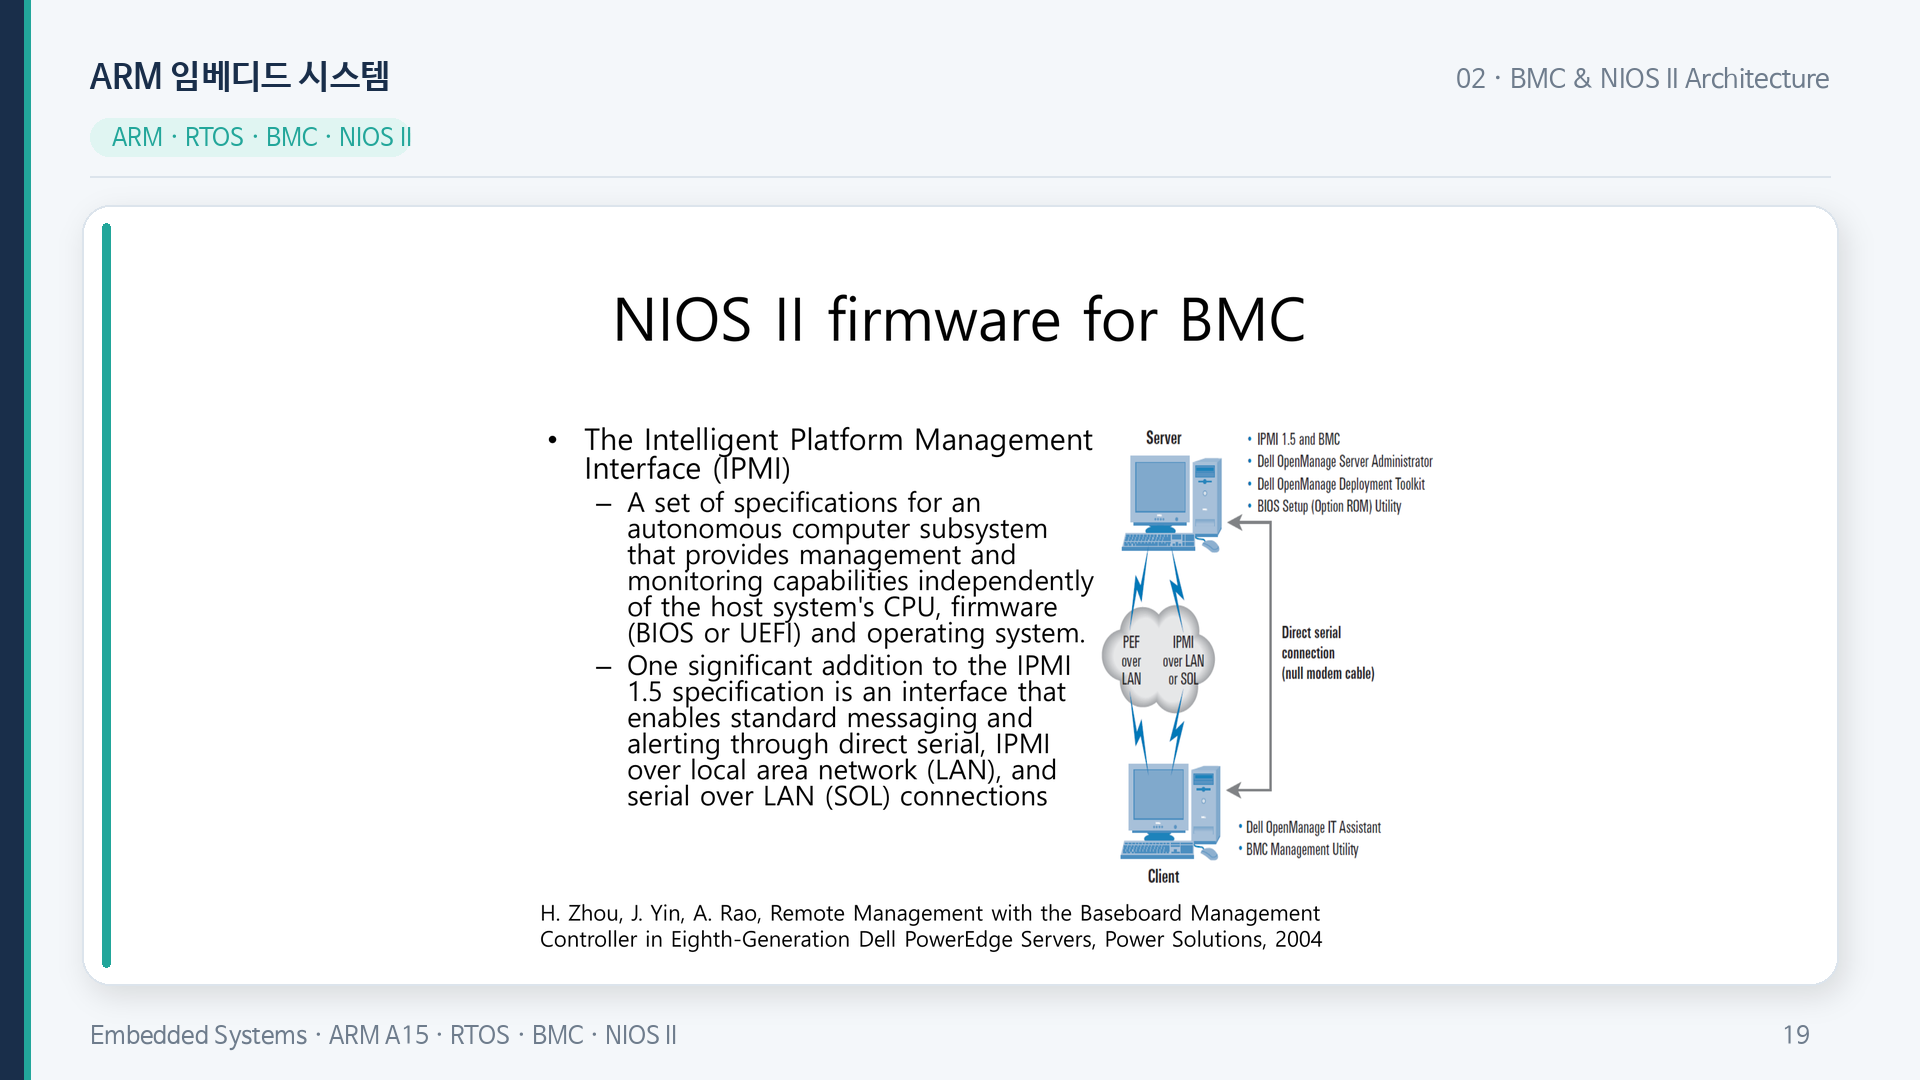 ARM 임베디드 시스템
02 · BMC & NIOS II Architecture
ARM · RTOS · BMC · NIOS II
NIOS II firmware for BMC
• The Intelligent Platform Management
Interface (IPMI)
– A set of specifications for an
autonomous computer subsystem
that provides management and
monitoring capabilities independently
of the host system's CPU, firmware
(BIOS or UEFI) and operating system.
– One significant addition to the IPMI
1.5 specification is an interface that
enables standard messaging and
alerting through direct serial, IPMI
over local area network (LAN), and
serial over LAN (SOL) connections
Server
• IPMI 1.5 and BMC
• Dell OpenManage Server Administrator
• Dell OpenManage Deployment Toolkit
• BIOS Setup (Option ROM) Utility
PEF
over
LAN
IPMI
over LAN
or SOL
Direct serial
connection
(null modem cable)
• Dell OpenManage IT Assistant
• BMC Management Utility
Client
H. Zhou, J. Yin, A. Rao, Remote Management with the Baseboard Management
Controller in Eighth-Generation Dell PowerEdge Servers, Power Solutions, 2004
Embedded Systems · ARM A15 · RTOS · BMC · NIOS II
19